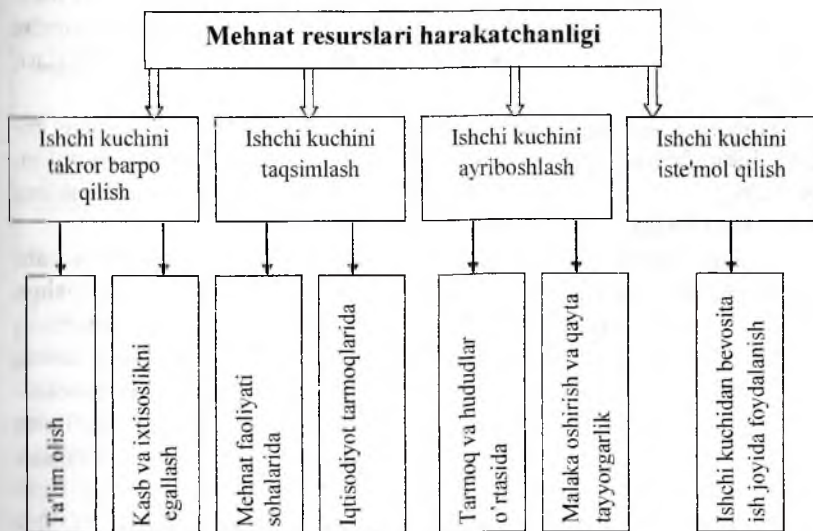 Mehnat resurslari harakatchanligi
Ishchi kuchini
takror barpo
qilish
Ishchi kuchini
taqsimlash
Ishchi kuchini
ayriboshlash
Ishchi kuchini
iste'mol qilish
Ta'lim olish
Kasb va ixtisoslikni
egallash
Mehnat faoliyati
sohalarida
Iqtisodiyot tarmoqlarida
Tarmoq va hududlar
o`rtasida
Malaka oshirish va qayta
tayyorgarlik
Ishchi kuchidan bevosita
ish joyida foydalanish